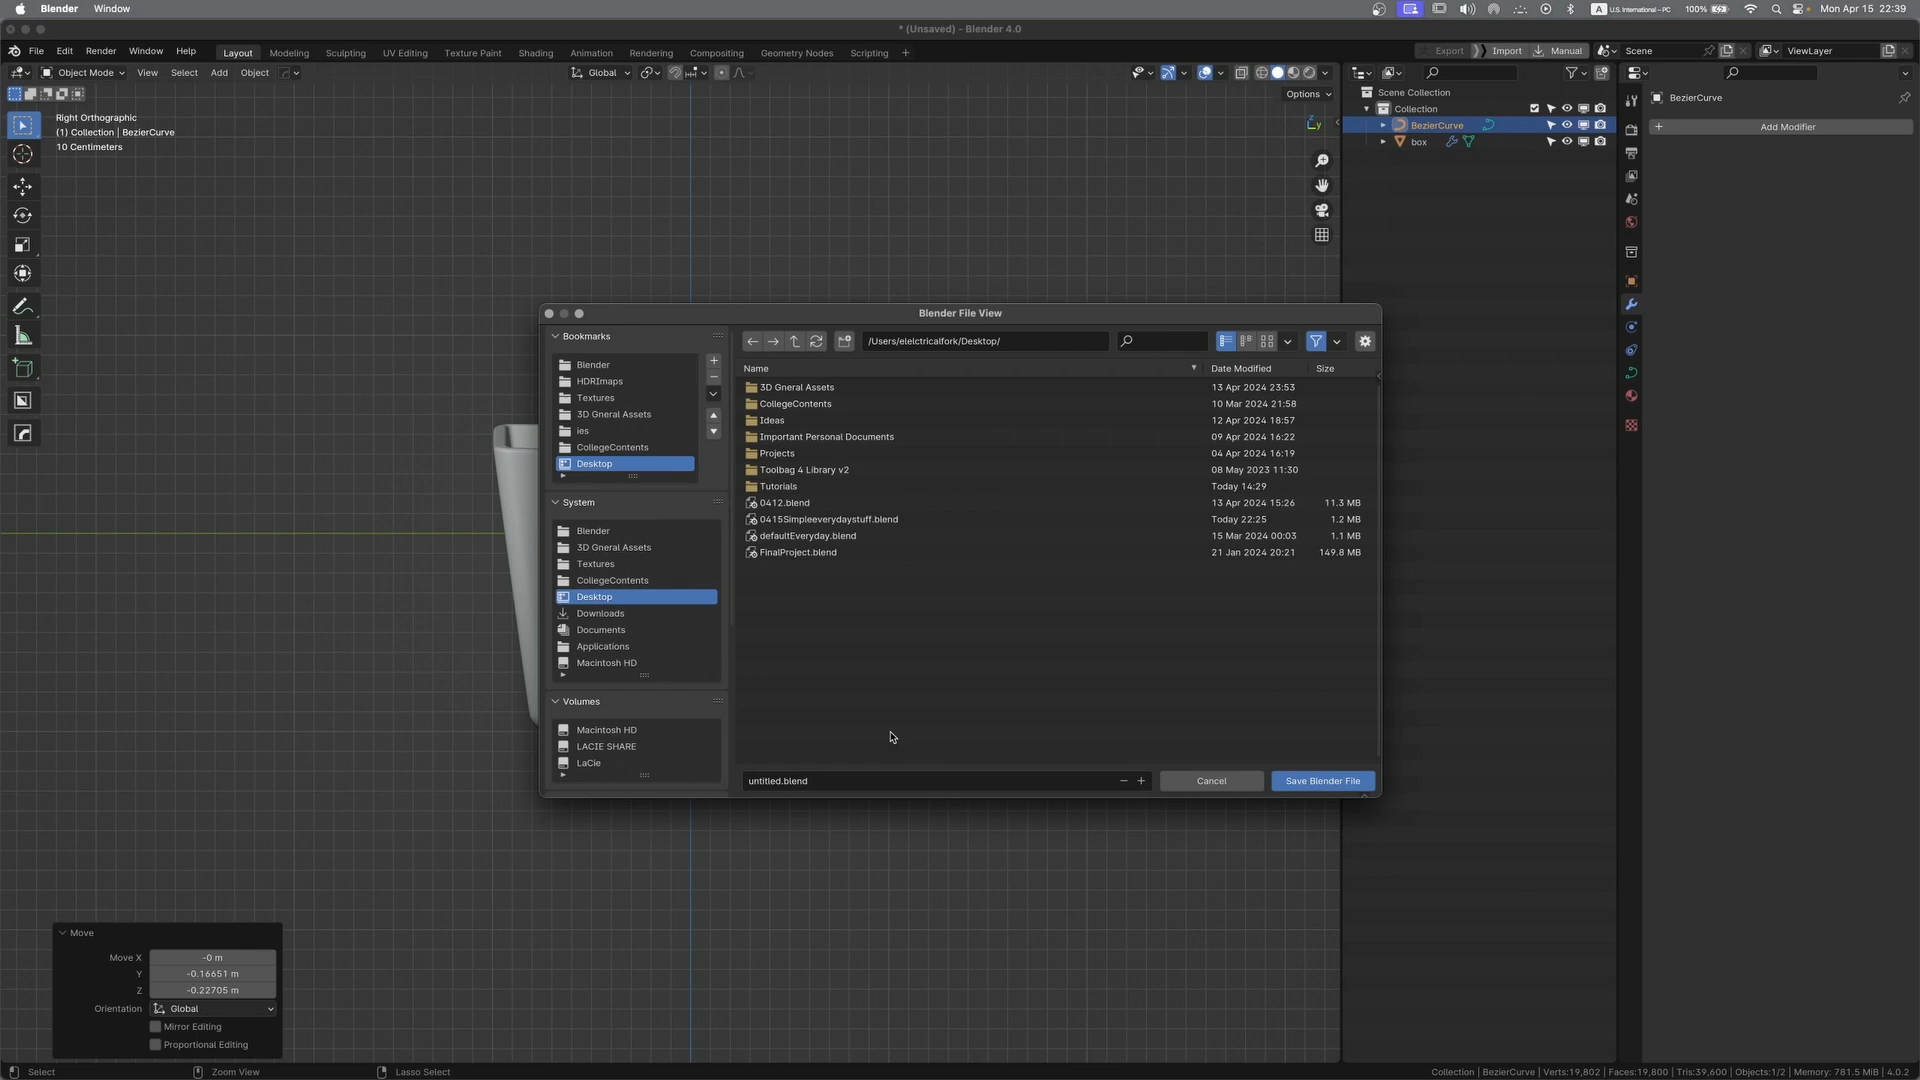 Blender Window
U.S. International – PC 100% Mon Apr 15 22:39
* (Unsaved) - Blender 4.0
File Edit Render Window Help Layout Modeling Sculpting UV Editing Texture Paint Shading Animation Rendering Compositing Geometry Nodes Scripting + Export Import Manual Scene ViewLayer
Object Mode View Select Add Object Global
Options
Right Orthographic
(1) Collection | BezierCurve
10 Centimeters
Z Y
Scene Collection
Collection
BezierCurve
box
BezierCurve
+ Add Modifier
Blender File View
Bookmarks
Blender
HDRImaps
Textures
3D Gneral Assets
ies
CollegeContents
Desktop
System
Blender
3D Gneral Assets
Textures
CollegeContents
Desktop
Downloads
Documents
Applications
Macintosh HD
Volumes
Macintosh HD
LACIE SHARE
LaCie
/Users/elelctricalfork/Desktop/
Name Date Modified Size
3D Gneral Assets 13 Apr 2024 23:53
CollegeContents 10 Mar 2024 21:58
Ideas 12 Apr 2024 18:57
Important Personal Documents 09 Apr 2024 16:22
Projects 04 Apr 2024 16:19
Toolbag 4 Library v2 08 May 2023 11:30
Tutorials Today 14:29
0412.blend 13 Apr 2024 15:26 11.3 MB
0415Simpleeverydaystuff.blend Today 22:25 1.2 MB
defaultEveryday.blend 15 Mar 2024 00:03 1.1 MB
FinalProject.blend 21 Jan 2024 20:21 149.8 MB
untitled.blend Cancel Save Blender File
Move
Move X -0 m
Y -0.16651 m
Z -0.22705 m
Orientation Global
Mirror Editing
Proportional Editing
Select Zoom View Lasso Select Collection | BezierCurve | Verts:19,802 | Faces:19,800 | Tris:39,600 | Objects:1/2 | Memory: 781.5 MiB | 4.0.2